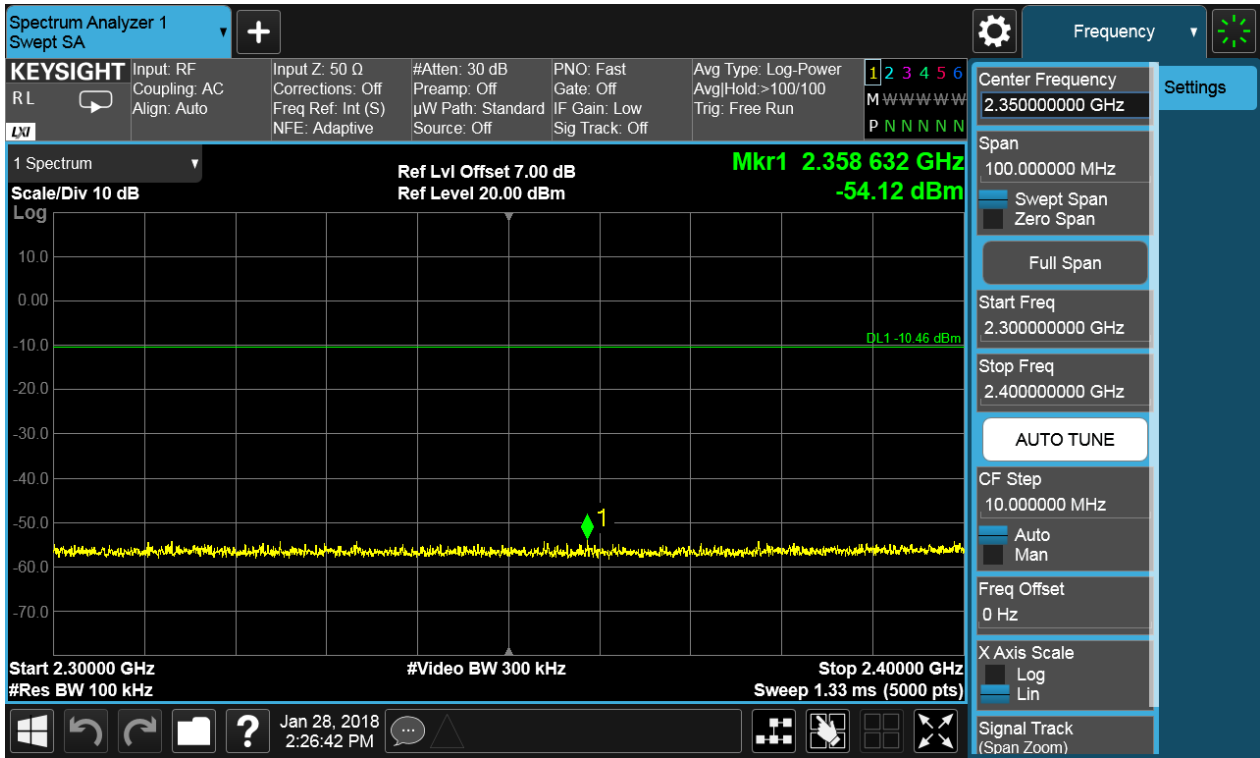 Spectrum Analyzer 1
Swept SA
+
Frequency
KEYSIGHT
R L
LXI
Input: RF
Coupling: AC
Align: Auto
Input Z: 50 Ω
Corrections: Off
Freq Ref: Int (S)
NFE: Adaptive
#Atten: 30 dB
Preamp: Off
µW Path: Standard
Source: Off
PNO: Fast
Gate: Off
IF Gain: Low
Sig Track: Off
Avg Type: Log-Power
Avg|Hold:>100/100
Trig: Free Run
1 2 3 4 5 6
M W W W W W
P N N N N N
1 Spectrum
Scale/Div 10 dB
Log
Ref Lvl Offset 7.00 dB
Ref Level 20.00 dBm
Mkr1 2.358 632 GHz
-54.12 dBm
10.0
0.00
-10.0
-20.0
-30.0
-40.0
-50.0
-60.0
-70.0
DL1 -10.46 dBm
1
Start 2.30000 GHz
#Res BW 100 kHz
#Video BW 300 kHz
Stop 2.40000 GHz
Sweep 1.33 ms (5000 pts)
Center Frequency
2.350000000 GHz
Span
100.000000 MHz
Swept Span
Zero Span
Full Span
Start Freq
2.300000000 GHz
Stop Freq
2.400000000 GHz
AUTO TUNE
CF Step
10.000000 MHz
Auto
Man
Freq Offset
0 Hz
X Axis Scale
Log
Lin
Signal Track
(Span Zoom)
Settings
?
Jan 28, 2018
2:26:42 PM